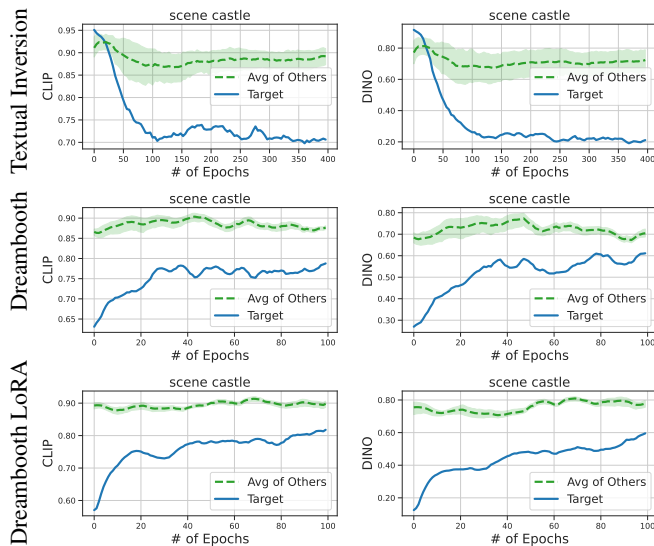 Textual Inversion
scene castle
CLIP
0.95
0.90
0.85
0.80
0.75
0.70
0 50 100 150 200 250 300 350 400
# of Epochs
Avg of Others
Target
scene castle
DINO
0.80
0.60
0.40
0.20
0 50 100 150 200 250 300 350 400
# of Epochs
Avg of Others
Target
Dreambooth
scene castle
CLIP
0.90
0.85
0.80
0.75
0.70
0.65
0 20 40 60 80 100
# of Epochs
Avg of Others
Target
scene castle
DINO
0.80
0.70
0.60
0.50
0.40
0.30
0 20 40 60 80 100
# of Epochs
Avg of Others
Target
Dreambooth LoRA
scene castle
CLIP
0.90
0.80
0.70
0.60
0 20 40 60 80 100
# of Epochs
Avg of Others
Target
scene castle
DINO
0.80
0.60
0.40
0.20
0 20 40 60 80 100
# of Epochs
Avg of Others
Target